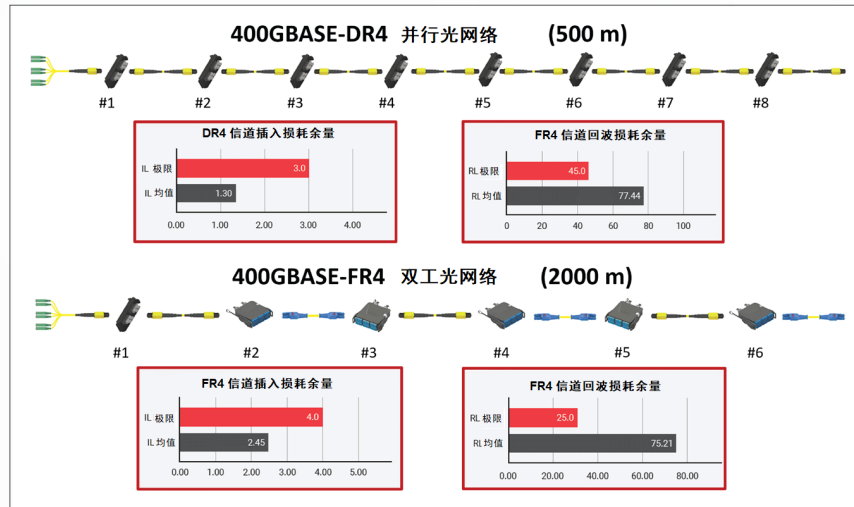 400GBASE-DR4 并行光网络 (500 m)
#1 #2 #3 #4 #5 #6 #7 #8
DR4 信道插入损耗余量
IL 极限 3.0
IL 均值 1.30
0.00 1.00 2.00 3.00 4.00
FR4 信道回波损耗余量
RL 极限 45.0
RL 均值 77.44
0 20 40 60 80 100
400GBASE-FR4 双工光网络 (2000 m)
#1 #2 #3 #4 #5 #6
FR4 信道插入损耗余量
IL 极限 4.0
IL 均值 2.45
0.00 1.00 2.00 3.00 4.00 5.00
FR4 信道回波损耗余量
RL 极限 25.0
RL 均值 75.21
0.00 20.00 40.00 60.00 80.00